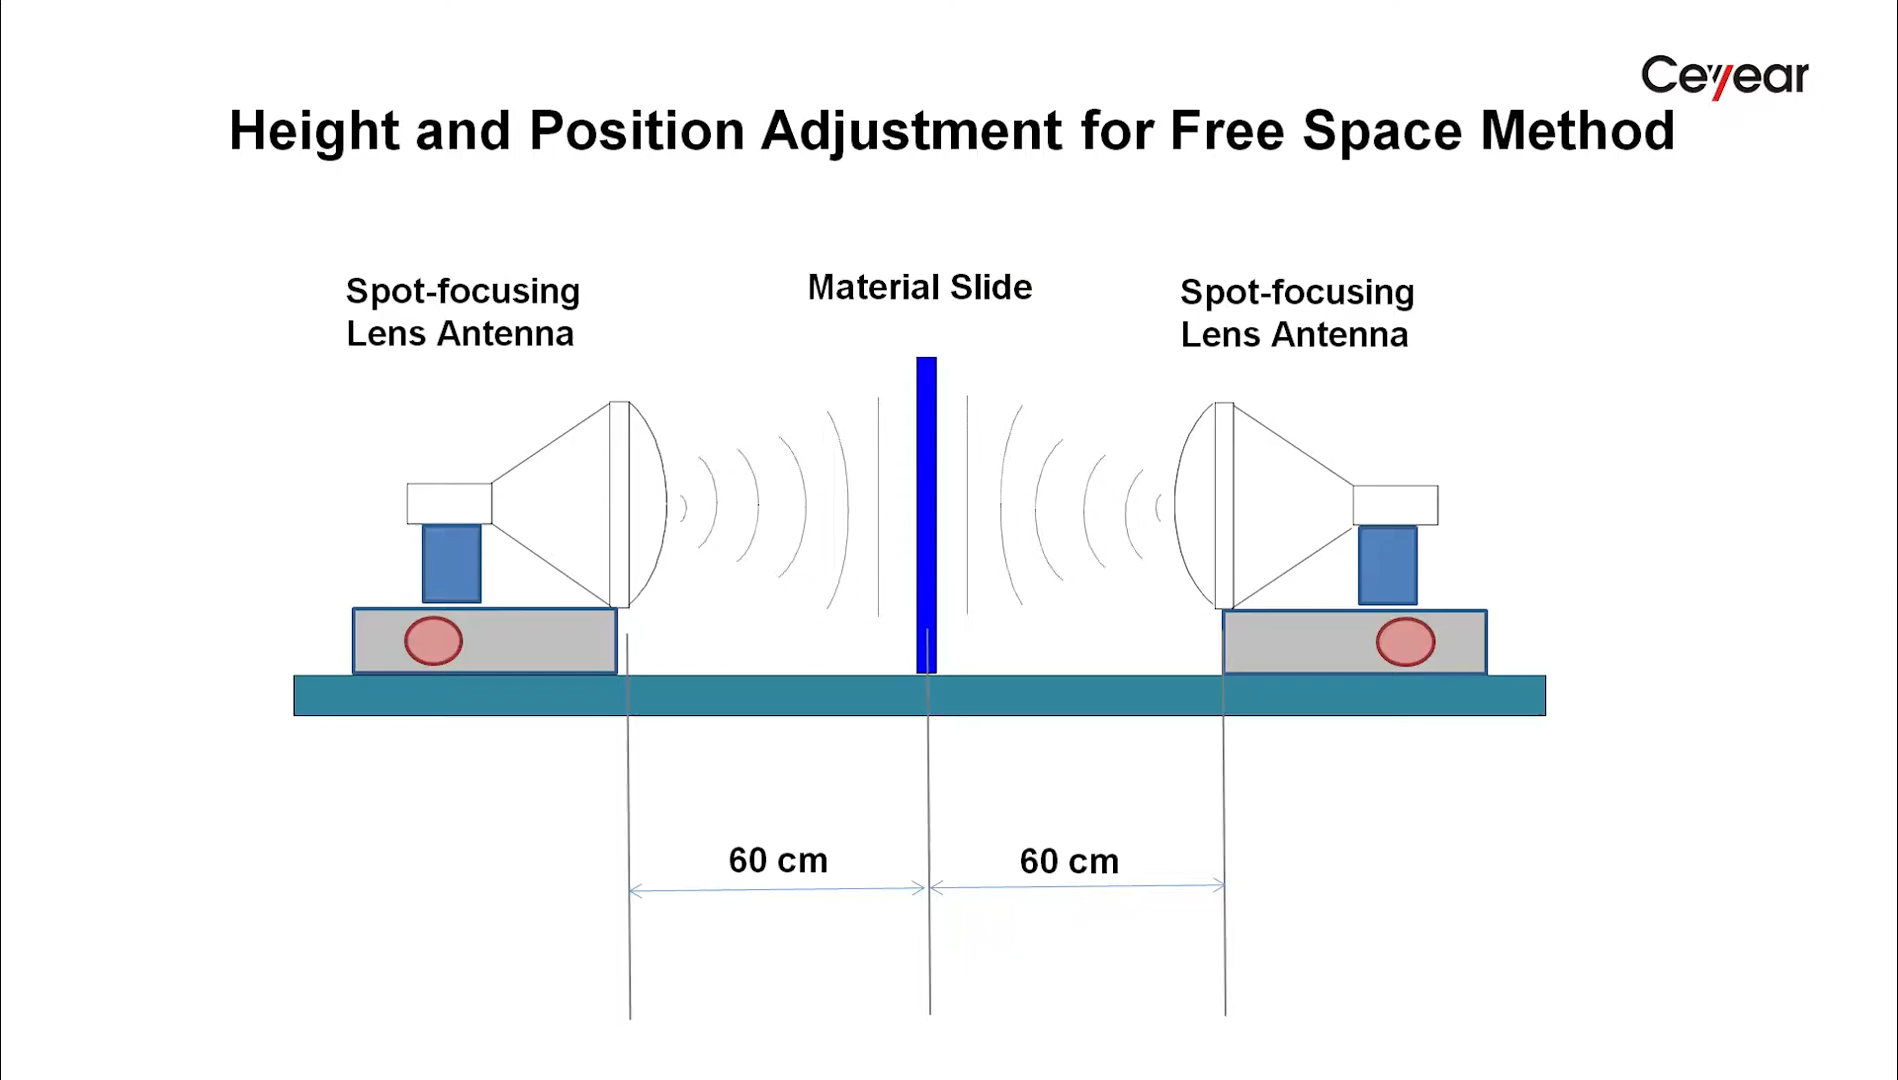 Ceyear
Height and Position Adjustment for Free Space Method
Spot-focusing
Lens Antenna
Material Slide
Spot-focusing
Lens Antenna
60 cm
60 cm